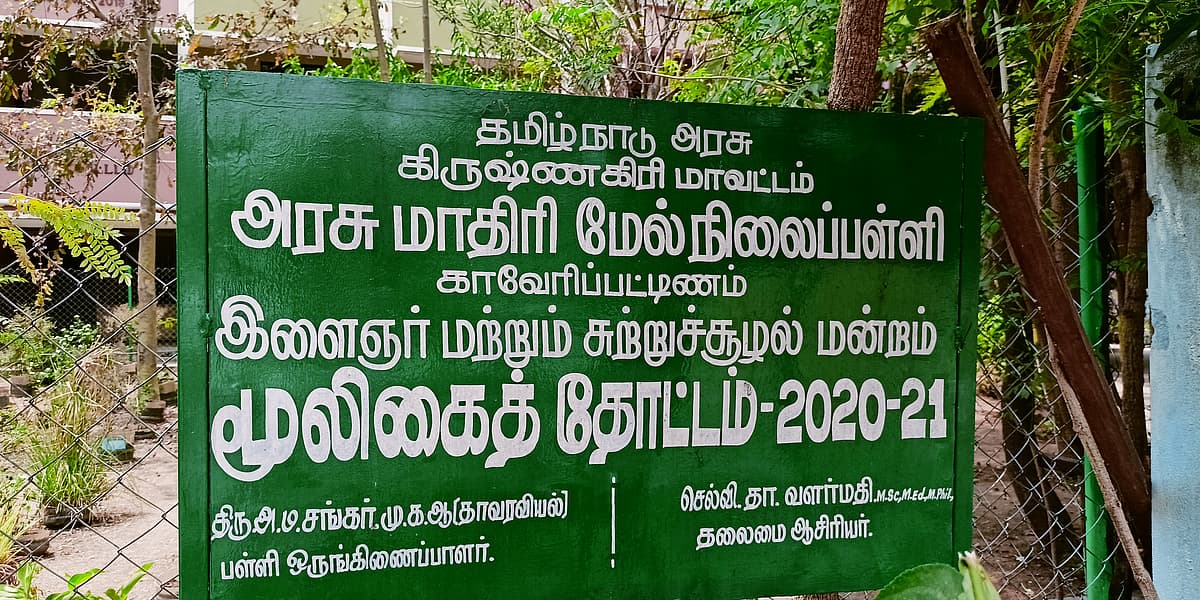 தமிழ்நாடு அரசு
கிருஷ்ணகிரி மாவட்டம்
அரசு மாதிரி மேல்நிலைப்பள்ளி
காவேரிப்பட்டிணம்
இளைஞர் மற்றும் சுற்றுச்சூழல் மன்றம்
மூலிகைத் தோட்டம்-2020-21
திரு.அ.டி.சங்கர்.மு.க.ஆ(தாவரவியல்)
பள்ளி ஒருங்கிணைப்பாளர்.
செல்வி.தா.வளர்மதி.M.Sc,M.Ed,M.Phil,
தலைமை ஆசிரியர்.